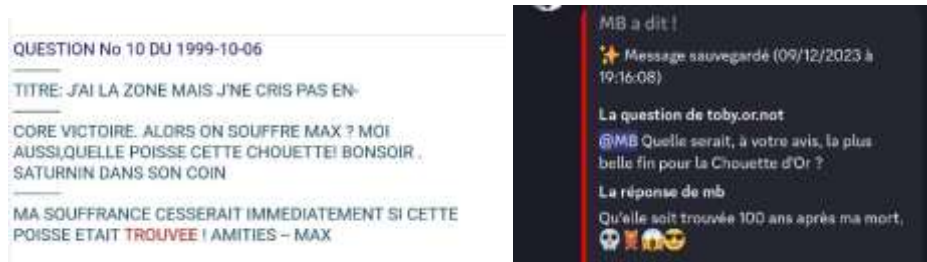 QUESTION No 10 DU 1999-10-06
TITRE: J'AI LA ZONE MAIS J'NE CRIS PAS EN-
CORE VICTOIRE. ALORS ON SOUFFRE MAX ? MOI
AUSSI,QUELLE POISSE CETTE CHOUETTE! BONSOIR .
SATURNIN DANS SON COIN
MA SOUFFRANCE CESSERAIT IMMEDIATEMENT SI CETTE
POISSE ETAIT TROUVEE ! AMITIES – MAX
MB a dit !
✨ Message sauvegardé (09/12/2023 à
19:16:08)
La question de toby.or.not
@MB Quelle serait, à votre avis, la plus
belle fin pour la Chouette d'Or ?
La réponse de mb
Qu'elle soit trouvée 100 ans après ma mort,